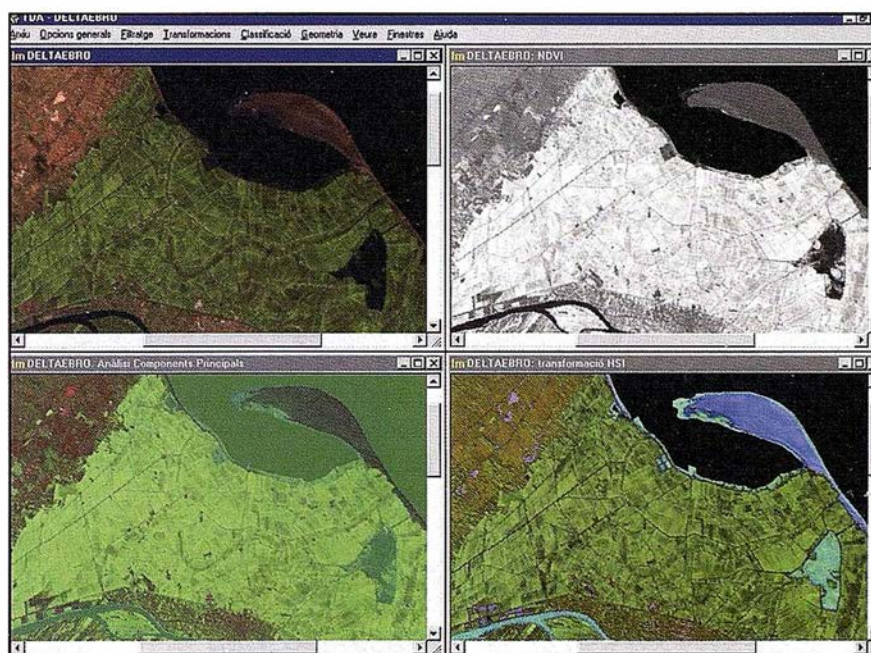 TDA - DELTAEBRO
Arxiu Opcions generals Filtratge Transformacions Classificació Geometria Veure Finestres Ajuda
Im DELTAEBRO
Im DELTAEBRO: NDVI
Im DELTAEBRO: Anàlisi Components Principals
Im DELTAEBRO: transformació HSI